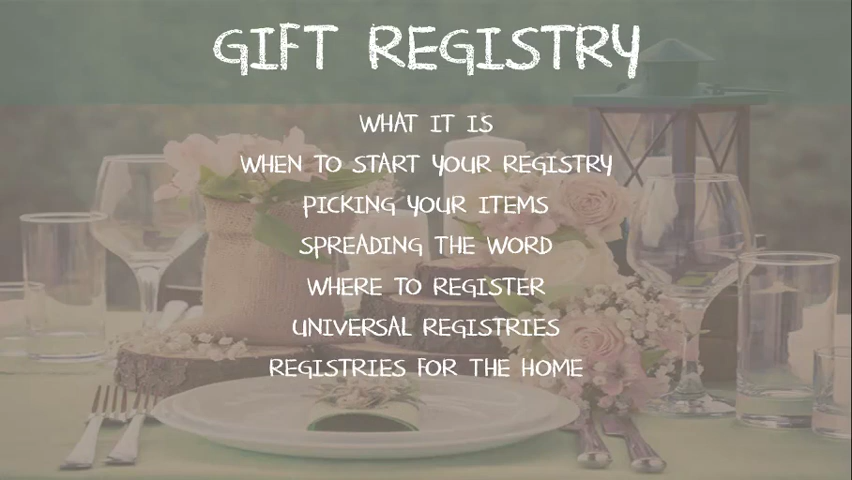 GIFT REGISTRY
WHAT IT IS
WHEN TO START YOUR REGISTRY
PICKING YOUR ITEMS
SPREADING THE WORD
WHERE TO REGISTER
UNIVERSAL REGISTRIES
REGISTRIES FOR THE HOME